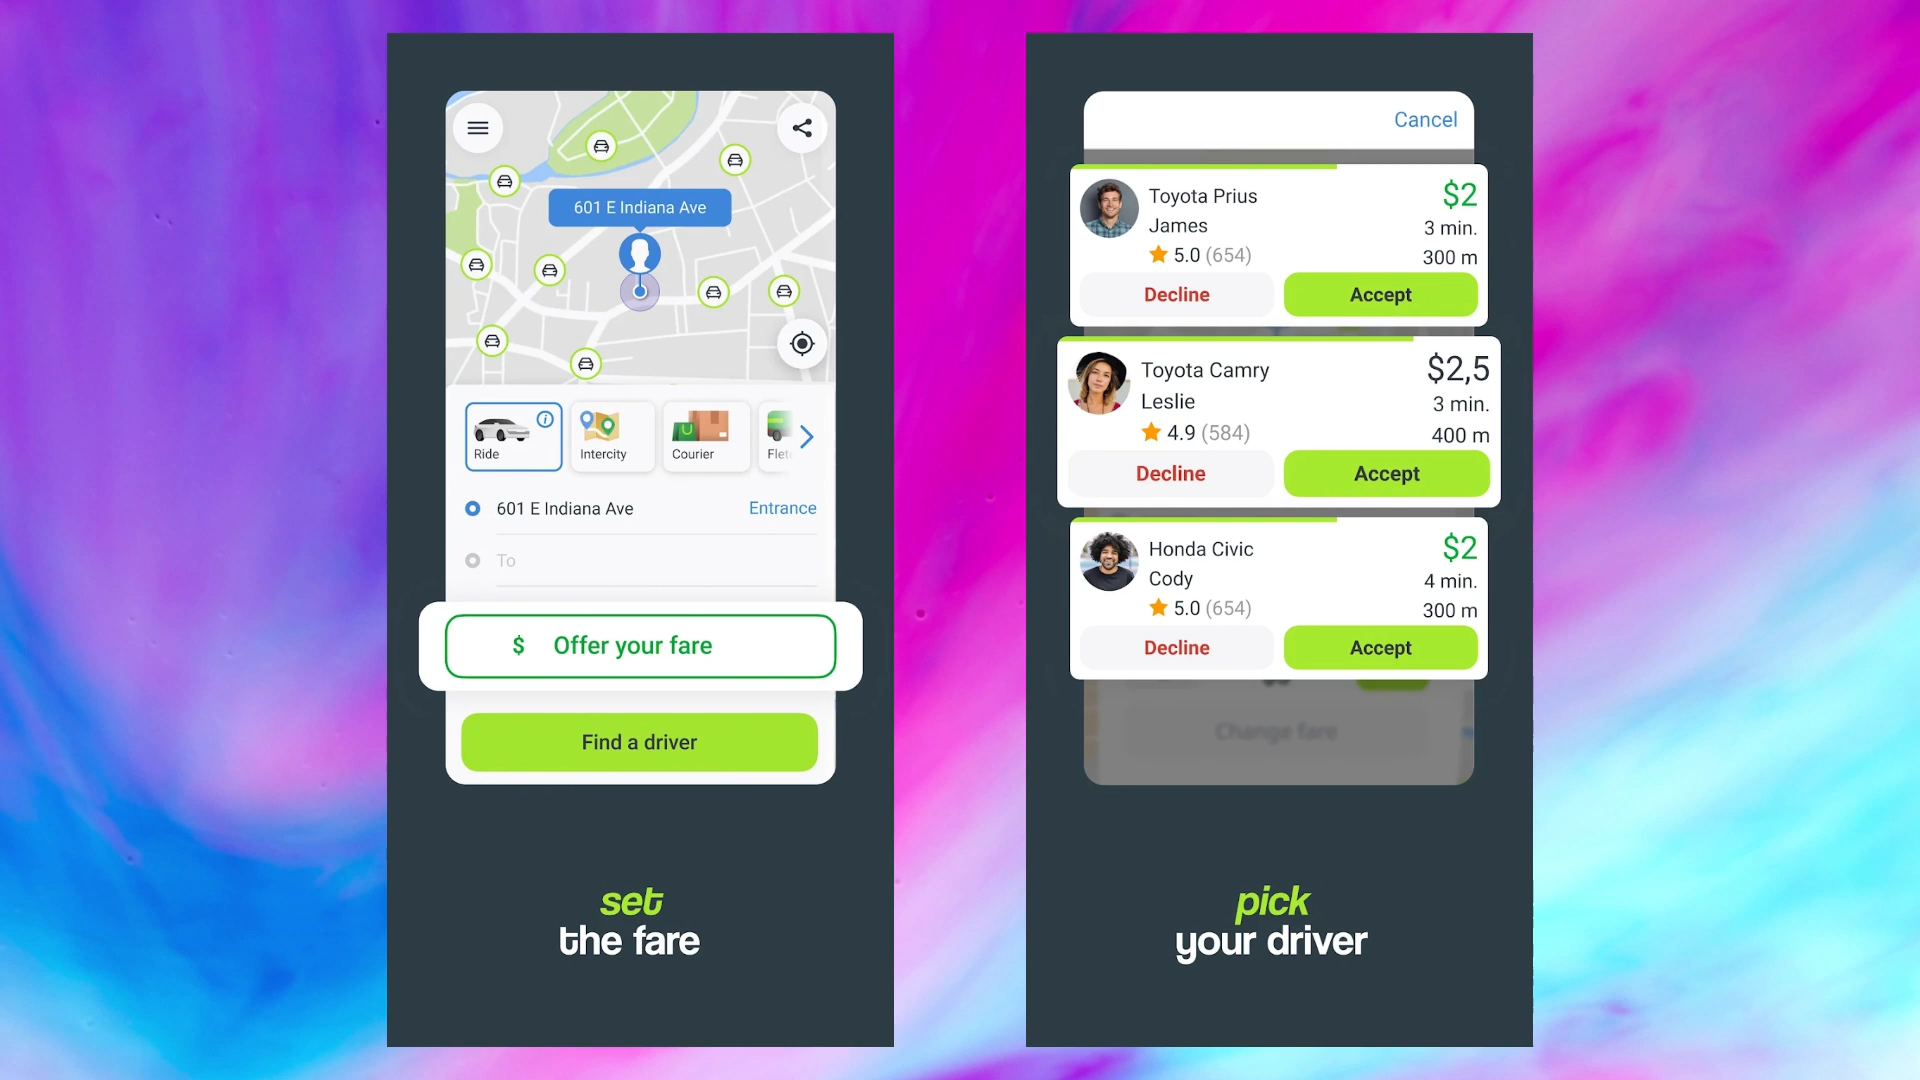 601 E Indiana Ave
Ride
Intercity
Courier
601 E Indiana Ave
Entrance
To
$ Offer your fare
Find a driver
set
the fare
Cancel
Toyota Prius
$2
James
3 min.
5.0 (654)
300 m
Decline
Accept
Toyota Camry
$2,5
Leslie
3 min.
4.9 (584)
400 m
Decline
Accept
Honda Civic
$2
Cody
4 min.
5.0 (654)
300 m
Decline
Accept
Change fare
pick
your driver